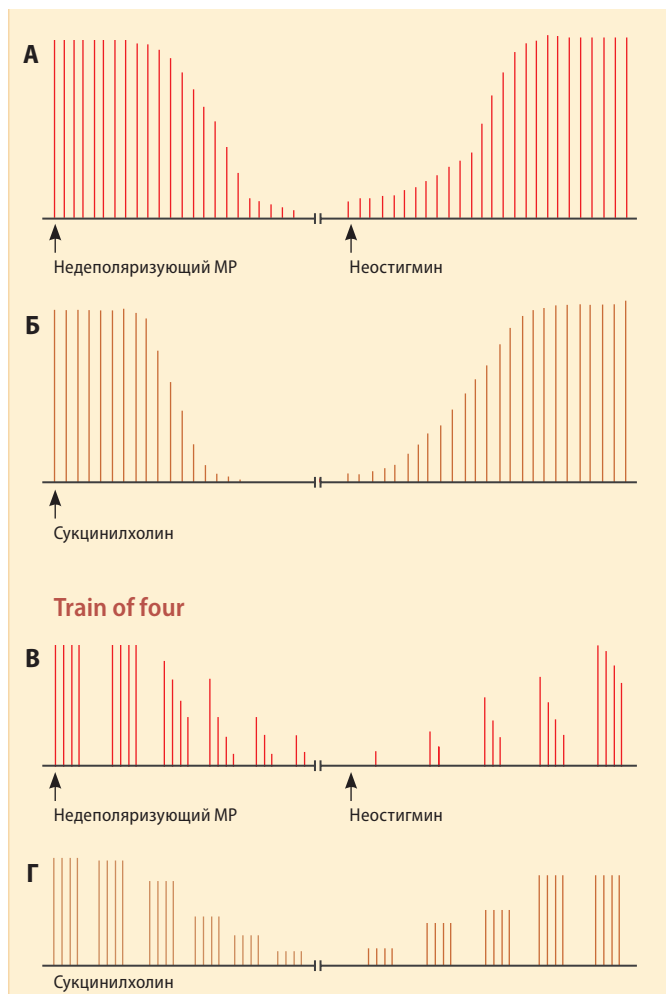 А
Недеполяризующий МР
Неостигмин
Б
Сукцинилхолин
Train of four
В
Недеполяризующий МР
Неостигмин
Г
Сукцинилхолин